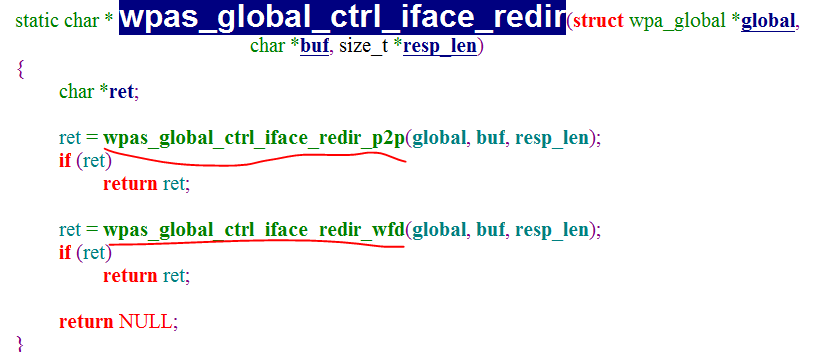 static char * wpas_global_ctrl_iface_redir(struct wpa_global *global,
char *buf, size_t *resp_len)
{
char *ret;
ret = wpas_global_ctrl_iface_redir_p2p(global, buf, resp_len);
if (ret)
return ret;
ret = wpas_global_ctrl_iface_redir_wfd(global, buf, resp_len);
if (ret)
return ret;
return NULL;
}